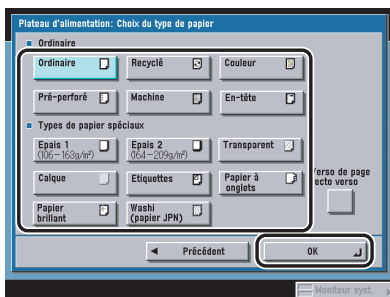 Plateau d'alimentation: Choix du type de papier
Ordinaire
Ordinaire
Recyclé
Couleur
Pré-perforé
Machine
En-tête
Types de papier spéciaux
Epais 1
(106-163g/m²)
Epais 2
(164-209g/m²)
Transparent
Calque
Etiquettes
Papier à
onglets
Verso de page
recto verso
Papier
brillant
Washi
(papier JPN)
Précédent
OK
Moniteur syst.